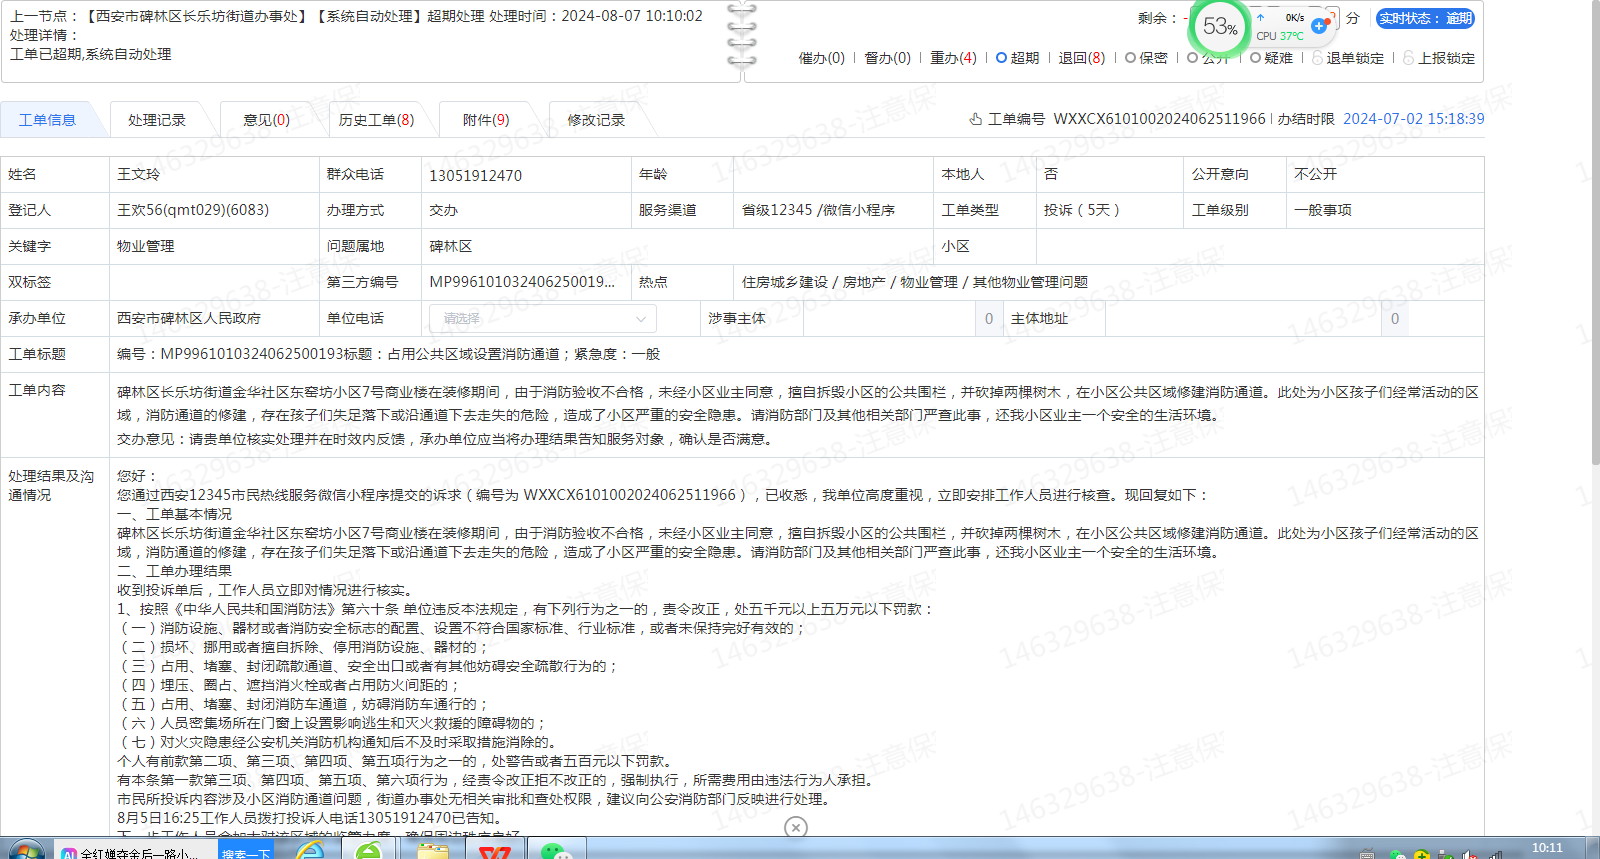 上一节点：【西安市碑林区长乐坊街道办事处】【系统自动处理】超期处理 处理时间：2024-08-07 10:10:02
处理详情：
工单已超期,系统自动处理
剩余：-
分
实时状态：逾期
53%
0K/s
CPU 37℃
催办(0) | 督办(0) | 重办(4) | 超期 | 退回(8) | 保密 | 公开 | 疑难 | 退单锁定 | 上报锁定
工单信息 处理记录 意见(0) 历史工单(8) 附件(9) 修改记录
工单编号 WXXCX6101002024062511966 | 办结时限 2024-07-02 15:18:39
姓名 王文玲 群众电话 13051912470 年龄 本地人 否 公开意向 不公开
登记人 王欢56(qmt029)(6083) 办理方式 交办 服务渠道 省级12345 /微信小程序 工单类型 投诉（5天） 工单级别 一般事项
关键字 物业管理 问题属地 碑林区 小区
双标签 第三方编号 MP996101032406250019... 热点 住房城乡建设 / 房地产 / 物业管理 / 其他物业管理问题
承办单位 西安市碑林区人民政府 单位电话 请选择 涉事主体 0 主体地址 0
工单标题 编号：MP9961010324062500193标题：占用公共区域设置消防通道；紧急度：一般
工单内容 碑林区长乐坊街道金华社区东窑坊小区7号商业楼在装修期间，由于消防验收不合格，未经小区业主同意，擅自拆毁小区的公共围栏，并砍掉两棵树木，在小区公共区域修建消防通道。此处为小区孩子们经常活动的区
域，消防通道的修建，存在孩子们失足落下或沿通道下去走失的危险，造成了小区严重的安全隐患。请消防部门及其他相关部门严查此事，还我小区业主一个安全的生活环境。
交办意见：请贵单位核实处理并在时效内反馈，承办单位应当将办理结果告知服务对象，确认是否满意。
处理结果及沟
通情况
您好：
您通过西安12345市民热线服务微信小程序提交的诉求（编号为 WXXCX6101002024062511966），已收悉，我单位高度重视，立即安排工作人员进行核查。现回复如下：
一、工单基本情况
碑林区长乐坊街道金华社区东窑坊小区7号商业楼在装修期间，由于消防验收不合格，未经小区业主同意，擅自拆毁小区的公共围栏，并砍掉两棵树木，在小区公共区域修建消防通道。此处为小区孩子们经常活动的区
域，消防通道的修建，存在孩子们失足落下或沿通道下去走失的危险，造成了小区严重的安全隐患。请消防部门及其他相关部门严查此事，还我小区业主一个安全的生活环境。
二、工单办理结果
收到投诉单后，工作人员立即对情况进行核实。
1、按照《中华人民共和国消防法》第六十条 单位违反本法规定，有下列行为之一的，责令改正，处五千元以上五万元以下罚款：
（一）消防设施、器材或者消防安全标志的配置、设置不符合国家标准、行业标准，或者未保持完好有效的；
（二）损坏、挪用或者擅自拆除、停用消防设施、器材的；
（三）占用、堵塞、封闭疏散通道、安全出口或者有其他妨碍安全疏散行为的；
（四）埋压、圈占、遮挡消火栓或者占用防火间距的；
（五）占用、堵塞、封闭消防车通道，妨碍消防车通行的；
（六）人员密集场所在门窗上设置影响逃生和灭火救援的障碍物的；
（七）对火灾隐患经公安机关消防机构通知后不及时采取措施消除的。
个人有前款第二项、第三项、第四项、第五项行为之一的，处警告或者五百元以下罚款。
有本条第一款第三项、第四项、第五项、第六项行为，经责令改正拒不改正的，强制执行，所需费用由违法行为人承担。
市民所投诉内容涉及小区消防通道问题，街道办事处无相关审批和查处权限，建议向公安消防部门反映进行处理。
8月5日16:25工作人员拨打投诉人电话13051912470已告知。
下一步工作人员会加大对该区域的监管力度，确保周边秩序良好
全红婵夺金后一路小...
搜索一下
10:11
146329638-注意保